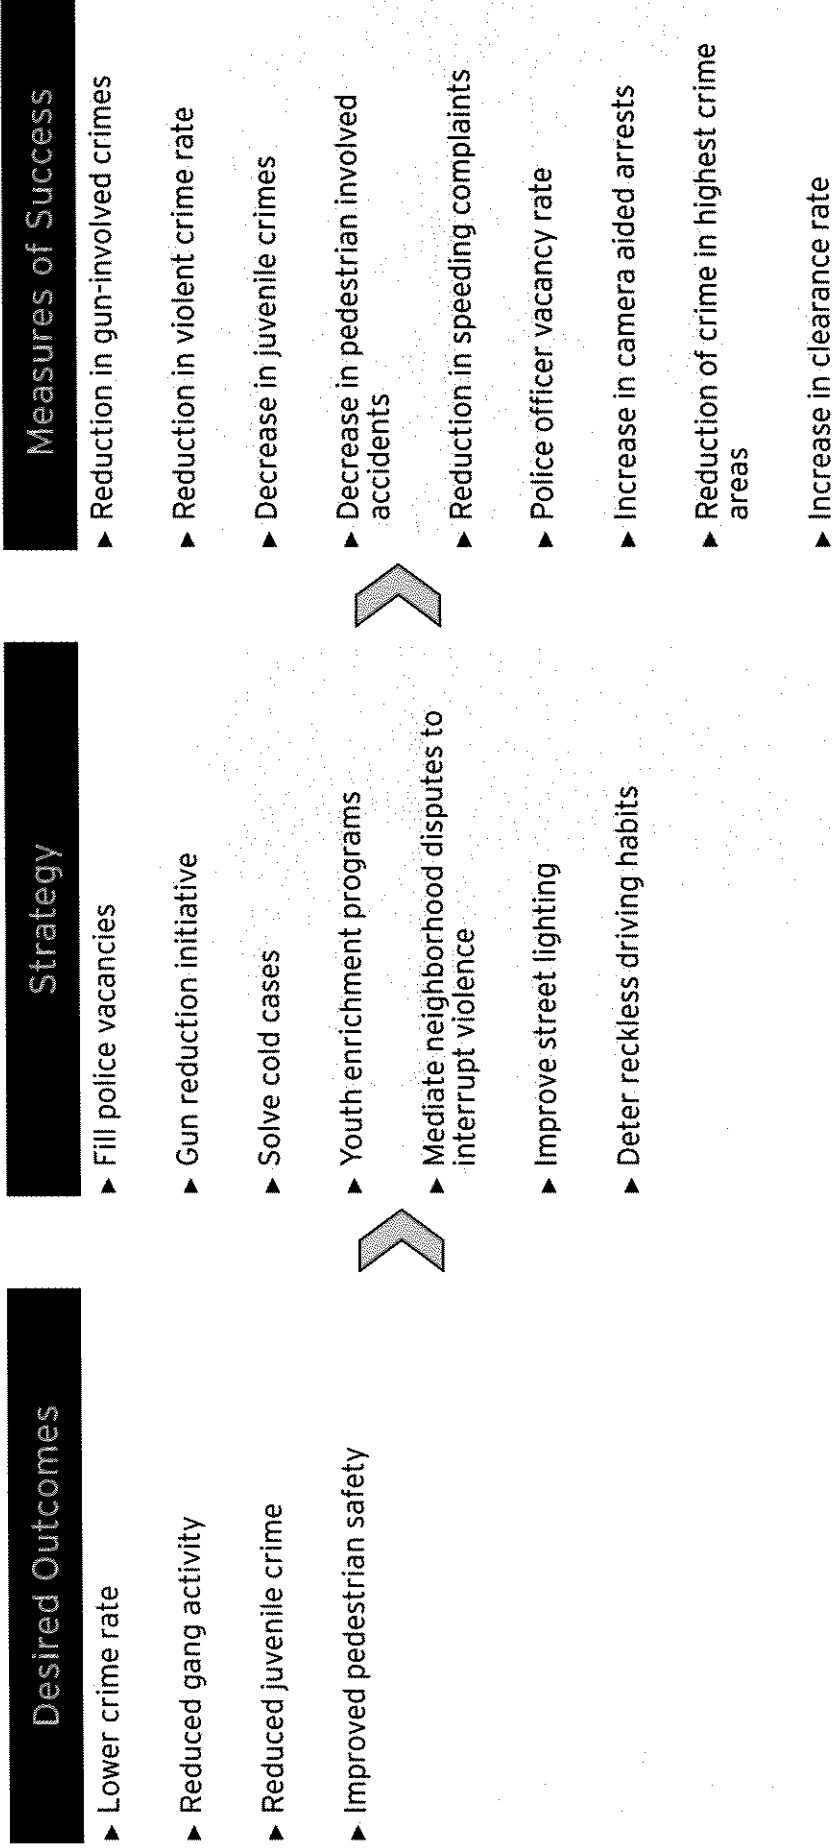 Desired Outcomes
▶ Lower crime rate
▶ Reduced gang activity
▶ Reduced juvenile crime
▶ Improved pedestrian safety
Strategy
▶ Fill police vacancies
▶ Gun reduction initiative
▶ Solve cold cases
▶ Youth enrichment programs
▶ Mediate neighborhood disputes to
interrupt violence
▶ Improve street lighting
▶ Deter reckless driving habits
Measures of Success
▶ Reduction in gun-involved crimes
▶ Reduction in violent crime rate
▶ Decrease in juvenile crimes
▶ Decrease in pedestrian involved
accidents
▶ Reduction in speeding complaints
▶ Police officer vacancy rate
▶ Increase in camera aided arrests
▶ Reduction of crime in highest crime
areas
▶ Increase in clearance rate